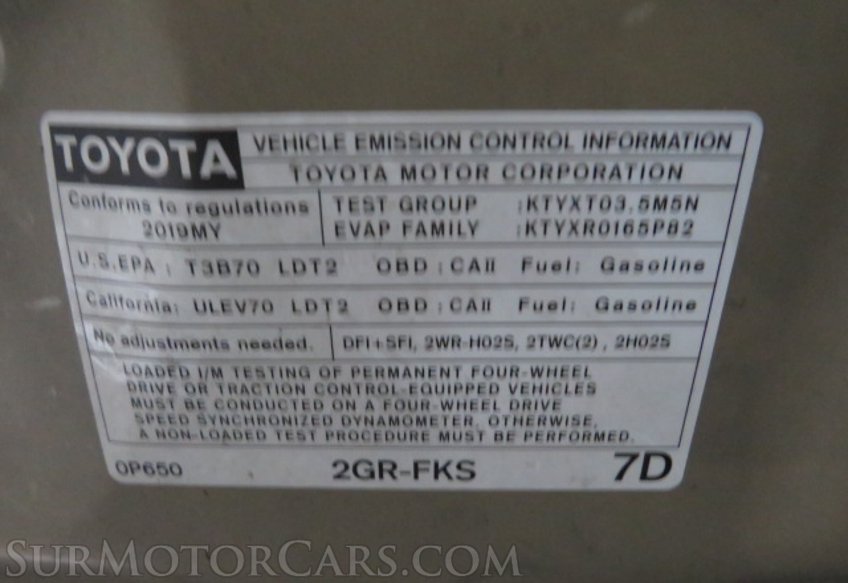 TOYOTA
VEHICLE EMISSION CONTROL INFORMATION
TOYOTA MOTOR CORPORATION
Conforms to regulations
2019MY
TEST GROUP :KTYXT03.5M5N
EVAP FAMILY :KTYXR0165P82
U.S.EPA : T3B70 LDT2 OBD : CAII Fuel: Gasoline
California: ULEV70 LDT2 OBD : CAII Fuel: Gasoline
No adjustments needed.
DFI+SFI, 2WR-HO2S, 2TWC(2) , 2HO2S
LOADED I/M TESTING OF PERMANENT FOUR-WHEEL
DRIVE OR TRACTION CONTROL-EQUIPPED VEHICLES
MUST BE CONDUCTED ON A FOUR-WHEEL DRIVE
SPEED SYNCHRONIZED DYNAMOMETER. OTHERWISE,
A NON-LOADED TEST PROCEDURE MUST BE PERFORMED.
0P650 2GR-FKS 7D
SURMOTORCARS.COM